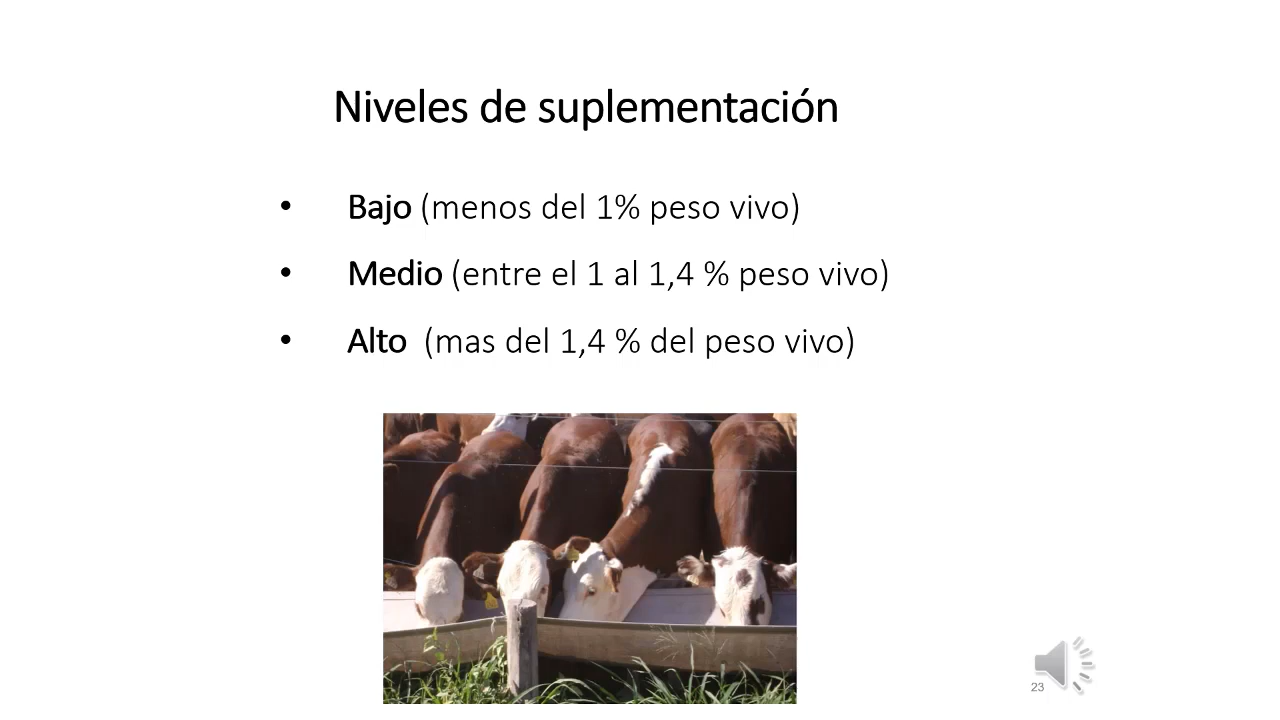 Niveles de suplementación
• Bajo (menos del 1% peso vivo)
• Medio (entre el 1 al 1,4 % peso vivo)
• Alto (mas del 1,4 % del peso vivo)
23